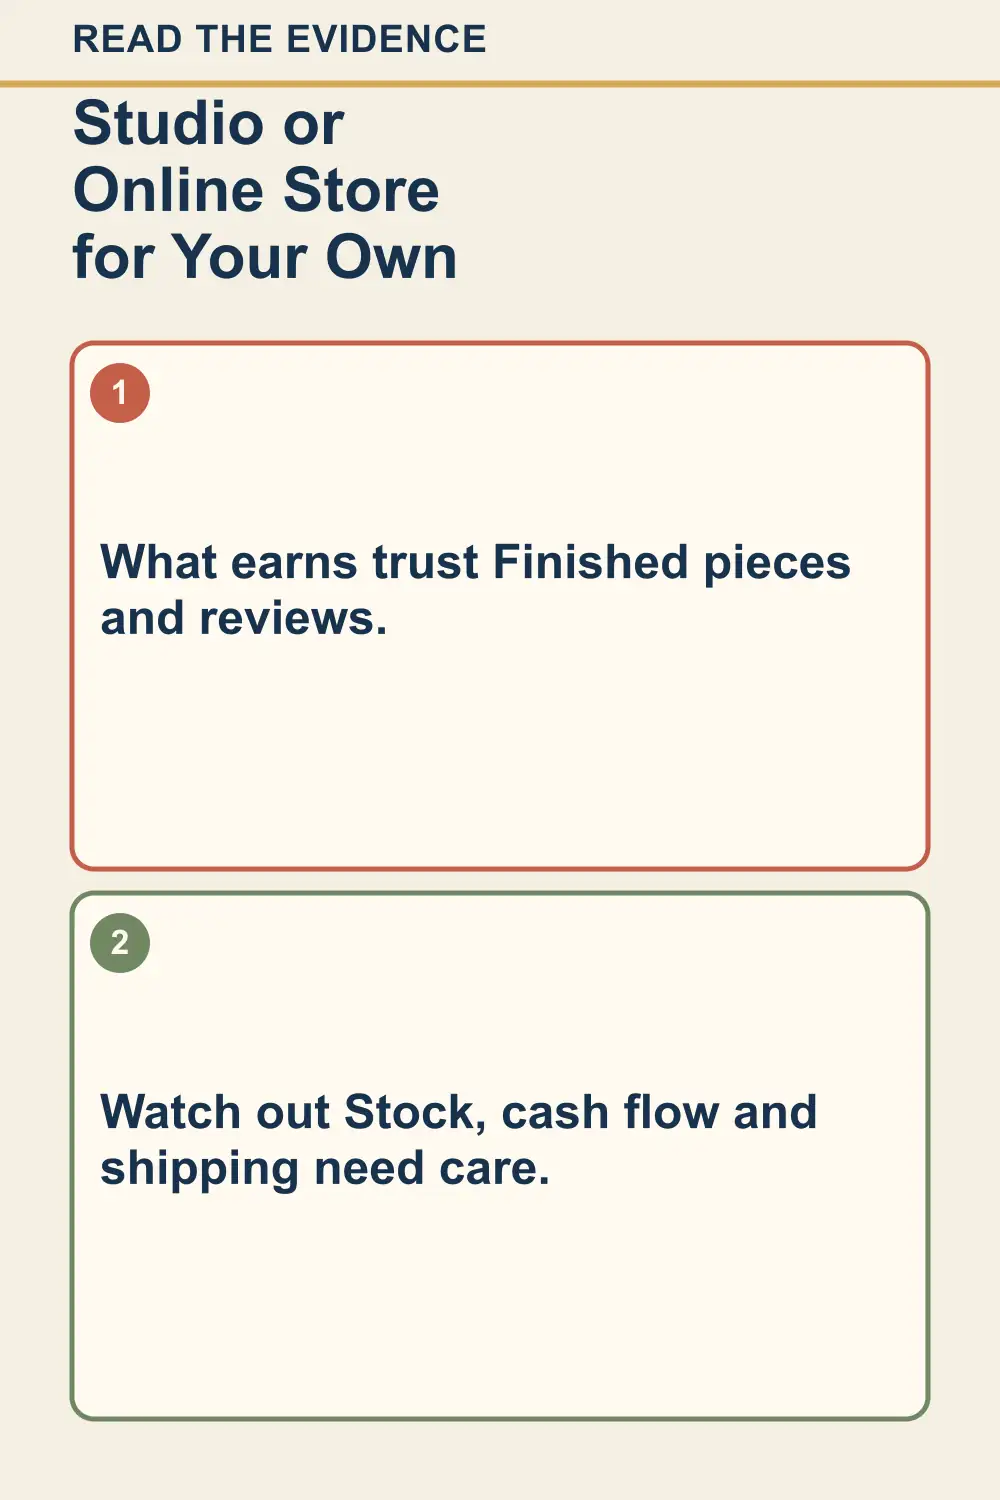 READ THE EVIDENCE
Studio or
Online Store
for Your Own
1
What earns trust Finished pieces
and reviews.
2
Watch out Stock, cash flow and
shipping need care.